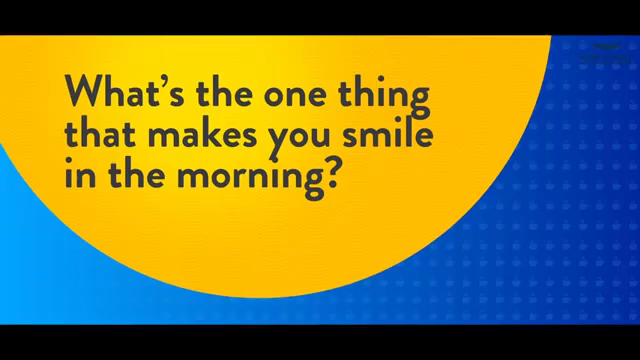 What's the one thing
that makes you smile
in the morning?